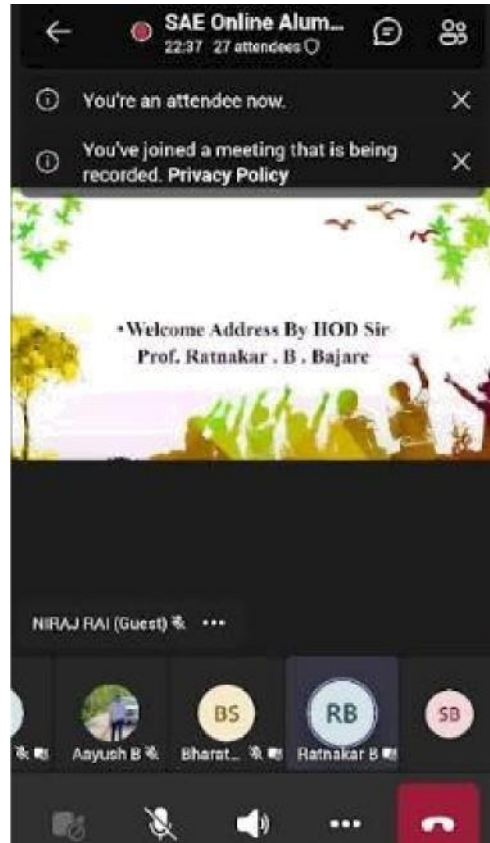 SAE Online Alum...
22:37 27 attendees
You're an attendee now.
You've joined a meeting that is being
recorded. Privacy Policy
•Welcome Address By HOD Sir
Prof. Ratnakar . B . Bajare
NIRAJ RAI (Guest)
BS
RB
SB
Aayush B
Bharat_
Ratnakar B